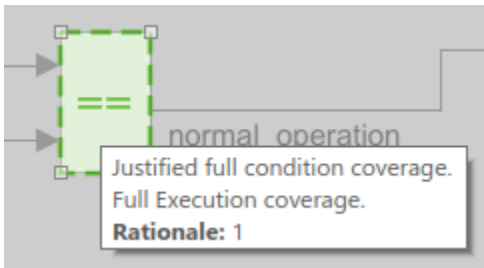 ==
normal_operation
Justified full condition coverage.
Full Execution coverage.
Rationale: 1